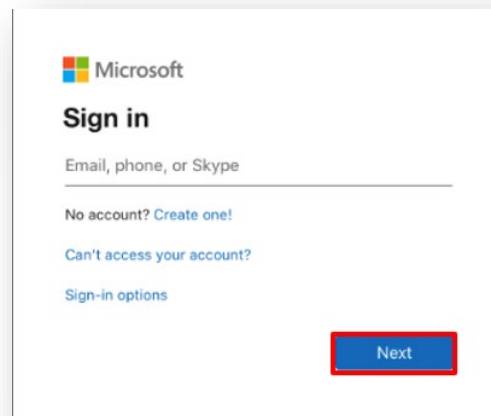 Microsoft
Sign in
Email, phone, or Skype
No account? Create one!
Can't access your account?
Sign-in options
Next